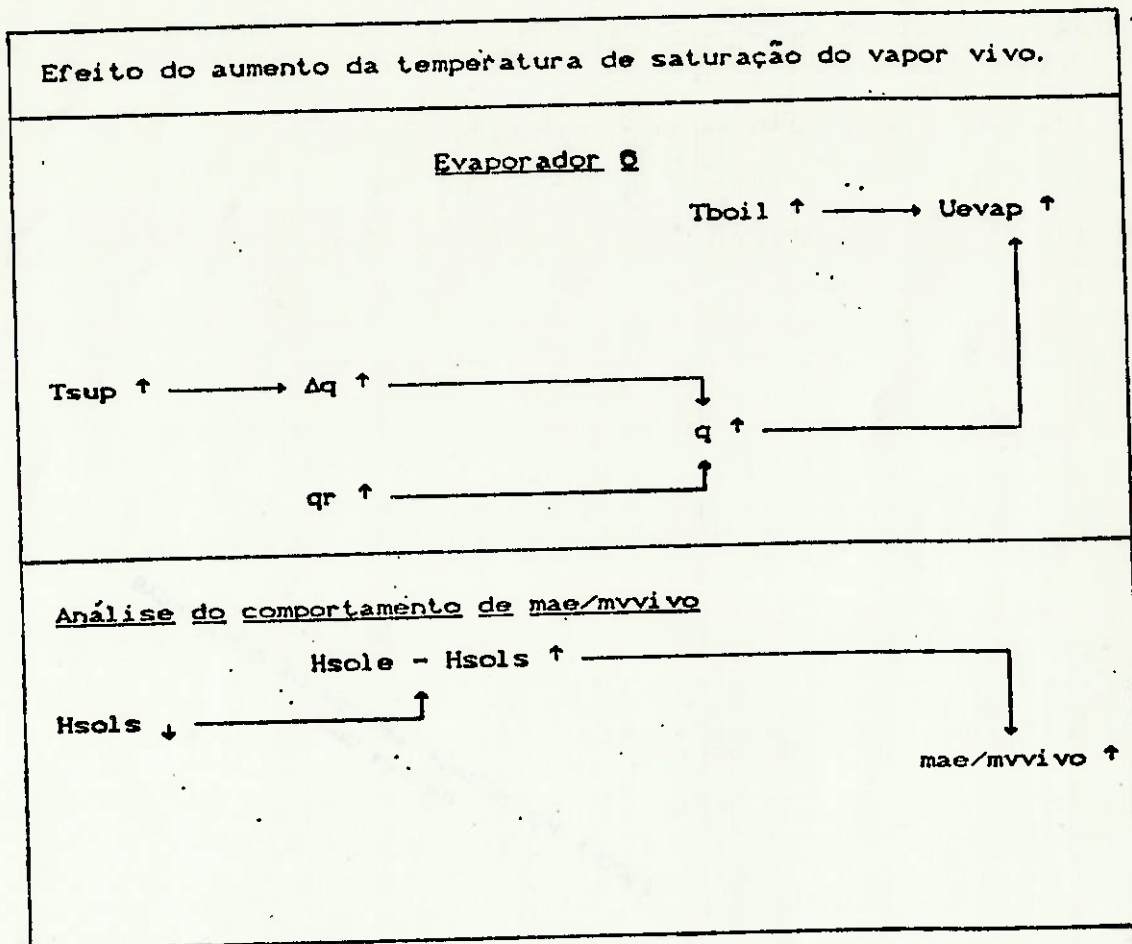 Efeito do aumento da temperatura de saturação do vapor vivo.
Evaporador 2
Tboil ↑ → Uevap ↑
Tsup ↑ → Δq ↑
q ↑
qr ↑
Análise do comportamento de mae/mvvivo
Hsole - Hsols ↑
Hsols ↓
mae/mvvivo ↑